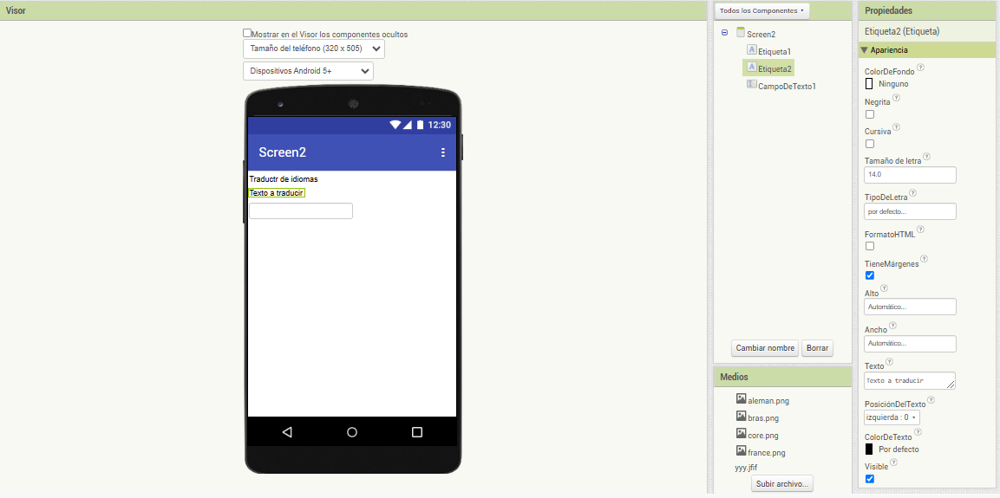 Visor
Mostrar en el Visor los componentes ocultos
Tamaño del teléfono (320 x 505)
Dispositivos Android 5+
12:30
Screen2
Traductr de idiomas
Texto a traducir
Todos los Componentes
Screen2
Etiqueta1
Etiqueta2
CampoDeTexto1
Cambiar nombre Borrar
Medios
aleman.png
bras.png
core.png
france.png
yyy.jfif
Subir archivo...
Propiedades
Etiqueta2 (Etiqueta)
Apariencia
ColorDeFondo ?
Ninguno
Negrita ?
Cursiva ?
Tamaño de letra ?
14.0
TipoDeLetra ?
por defecto...
FormatoHTML ?
TieneMárgenes ?
Alto ?
Automático...
Ancho ?
Automático...
Texto ?
Texto a traducir
PosiciónDelTexto ?
izquierda : 0
ColorDeTexto ?
Por defecto
Visible ?